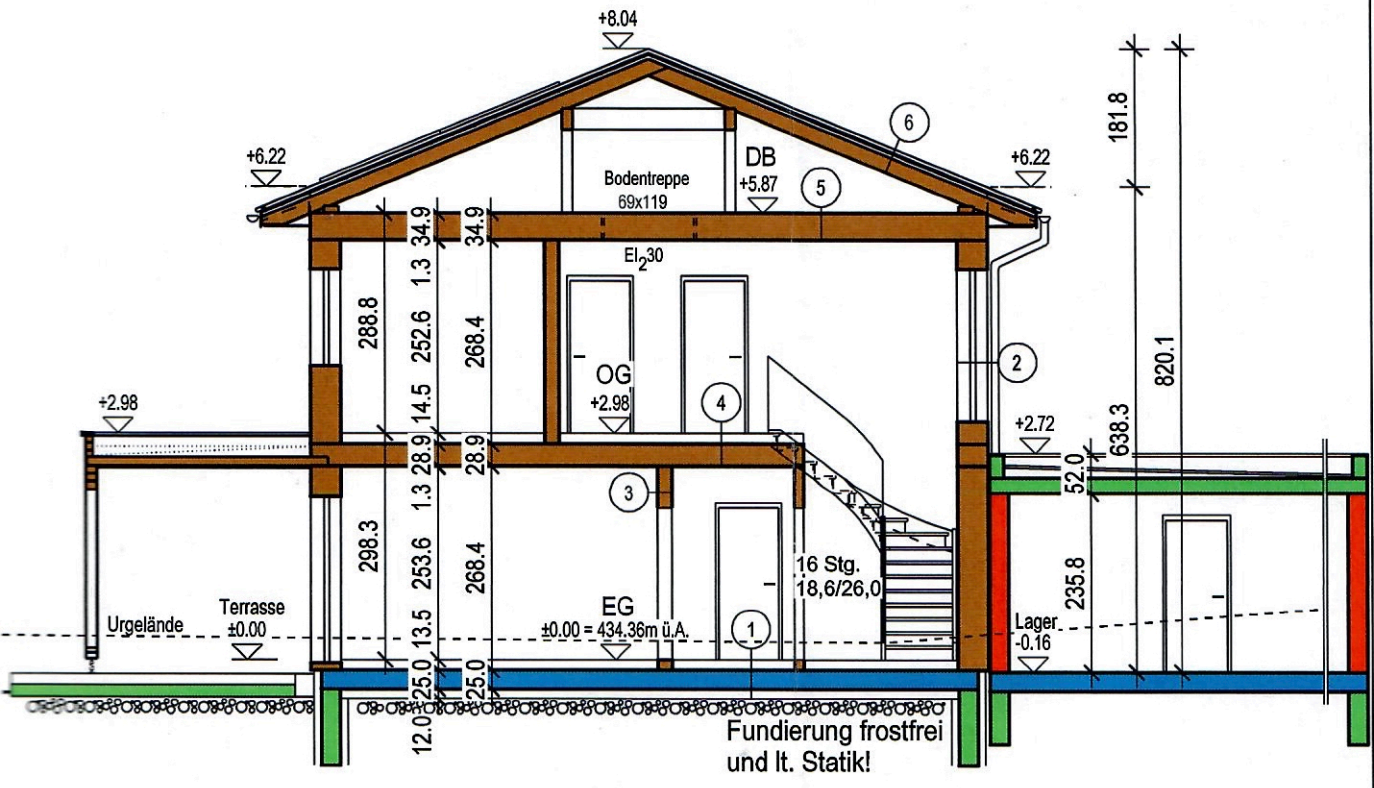 +8.04
+6.22
+6.22
6
DB
+5.87
Bodentreppe
69x119
5
EI₂30
181.8
820.1
638.3
34.9
34.9
1.3
288.8
252.6
268.4
14.5
2
OG
+2.98
4
+2.98
+2.72
28.9
28.9
1.3
3
52.0
298.3
253.6
268.4
13.5
16 Stg.
18,6/26,0
235.8
Urgelände
Terrasse
±0.00
EG
±0.00 = 434.36m ü.A.
1
Lager
-0.16
25.0
25.0
12.0
Fundierung frostfrei
und lt. Statik!